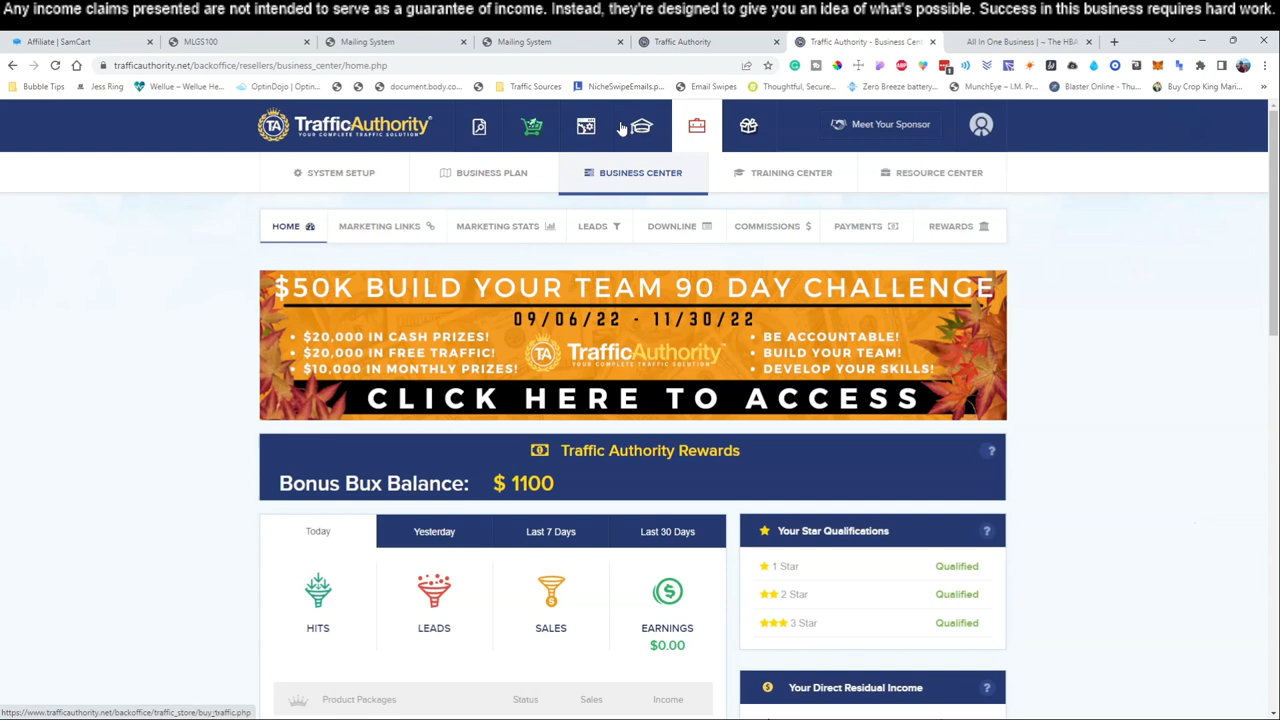 Any income claims presented are not intended to serve as a guarantee of income. Instead, they're designed to give you an idea of what's possible. Success in this business requires hard work.
Affiliate | SamCart
MLGS100
Mailing System
Mailing System
Traffic Authority
Traffic Authority - Business Cent
All In One Business | ~ The HBA
trafficauthority.net/backoffice/resellers/business_center/home.php
Bubble Tips
Jess Ring
OptinDojo | Optin...
Wellue – Wellue He...
document.body.co...
Traffic Sources
NicheSwipeEmails.p...
Email Swipes
Thoughtful, Secure...
Zero Breeze battery...
MunchEye – I.M. Pr...
Blaster Online - Thu...
Buy Crop King Mari...
TA TrafficAuthority
YOUR COMPLETE TRAFFIC SOLUTION
Meet Your Sponsor
SYSTEM SETUP
BUSINESS PLAN
BUSINESS CENTER
TRAINING CENTER
RESOURCE CENTER
HOME
MARKETING LINKS
MARKETING STATS
LEADS
DOWNLINE
COMMISSIONS $
PAYMENTS
REWARDS
$50K BUILD YOUR TEAM 90 DAY CHALLENGE
09/06/22 - 11/30/22
• $20,000 IN CASH PRIZES!
• $20,000 IN FREE TRAFFIC!
• $10,000 IN MONTHLY PRIZES!
TA TrafficAuthority™
YOUR COMPLETE TRAFFIC SOLUTION
• BE ACCOUNTABLE!
• BUILD YOUR TEAM!
• DEVELOP YOUR SKILLS!
CLICK HERE TO ACCESS
Traffic Authority Rewards
?
Bonus Bux Balance: $ 1100
Today
Yesterday
Last 7 Days
Last 30 Days
HITS
LEADS
SALES
EARNINGS
$0.00
Product Packages
Status
Sales
Income
Your Star Qualifications
?
1 Star
Qualified
2 Star
Qualified
3 Star
Qualified
Your Direct Residual Income
?
https://www.trafficauthority.net/backoffice/traffic_store/buy_traffic.php